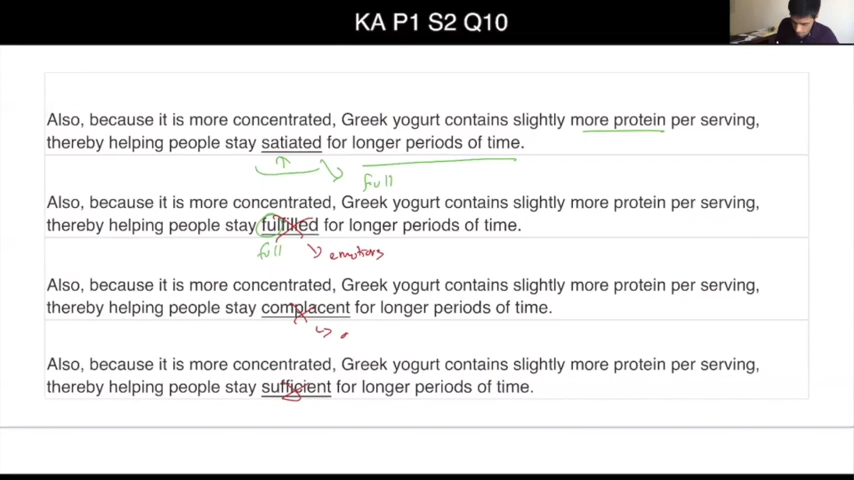 KA P1 S2 Q10
Also, because it is more concentrated, Greek yogurt contains slightly more protein per serving,
thereby helping people stay satiated for longer periods of time.
full
Also, because it is more concentrated, Greek yogurt contains slightly more protein per serving,
thereby helping people stay fulfilled for longer periods of time.
full emotions
Also, because it is more concentrated, Greek yogurt contains slightly more protein per serving,
thereby helping people stay complacent for longer periods of time.
Also, because it is more concentrated, Greek yogurt contains slightly more protein per serving,
thereby helping people stay sufficient for longer periods of time.